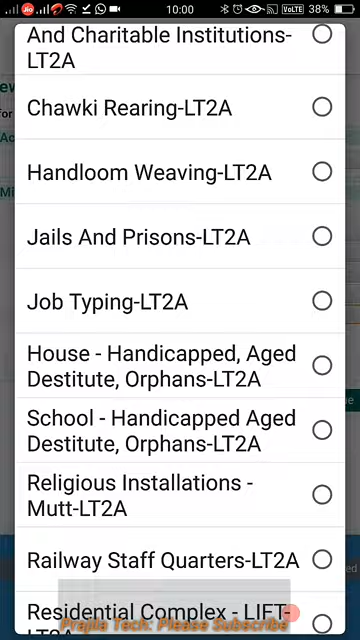 10:00
VoLTE
38%
And Charitable Institutions-
LT2A
Chawki Rearing-LT2A
Handloom Weaving-LT2A
Jails And Prisons-LT2A
Job Typing-LT2A
House - Handicapped, Aged
Destitute, Orphans-LT2A
School - Handicapped Aged
Destitute, Orphans-LT2A
Religious Installations -
Mutt-LT2A
Railway Staff Quarters-LT2A
Residential Complex - LIFT-
LT2A
Prajia Tech: Please Subscribe